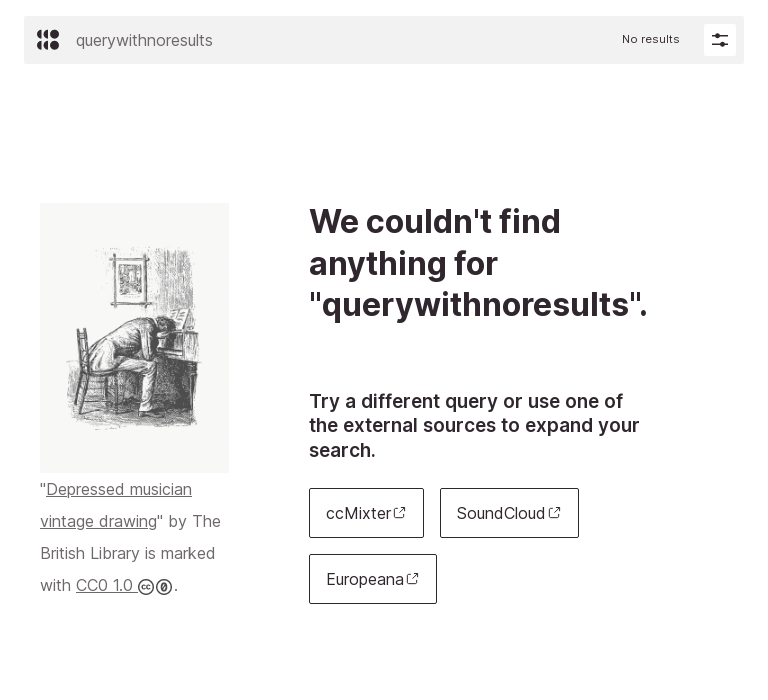 querywithnoresults
No results
We couldn't find
anything for
"querywithnoresults".
Try a different query or use one of
the external sources to expand your
search.
ccMixter
SoundCloud
Europeana
"Depressed musician
vintage drawing" by The
British Library is marked
with CC0 1.0 .